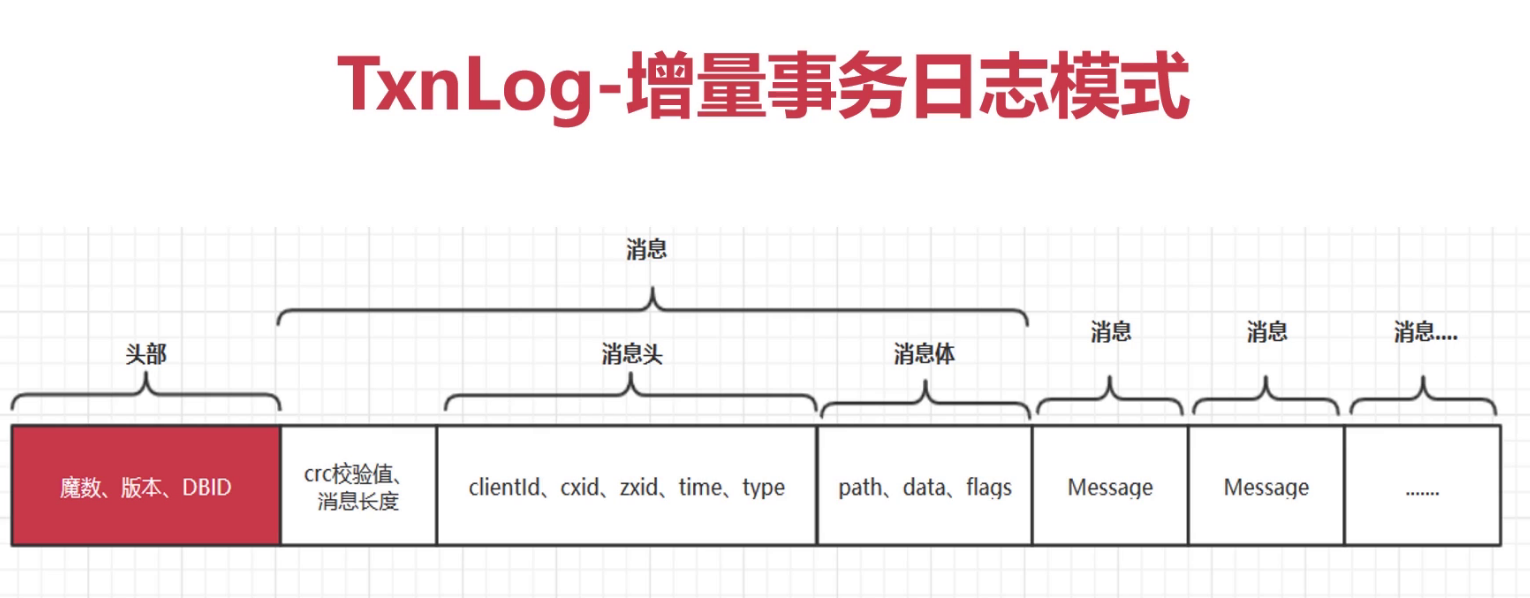 TxnLog-增量事务日志模式
消息
头部
消息头
消息体
消息
消息
消息....
魔数、版本、DBID
crc校验值、
消息长度
clientId、cxid、zxid、time、type
path、data、flags
Message
Message
.......